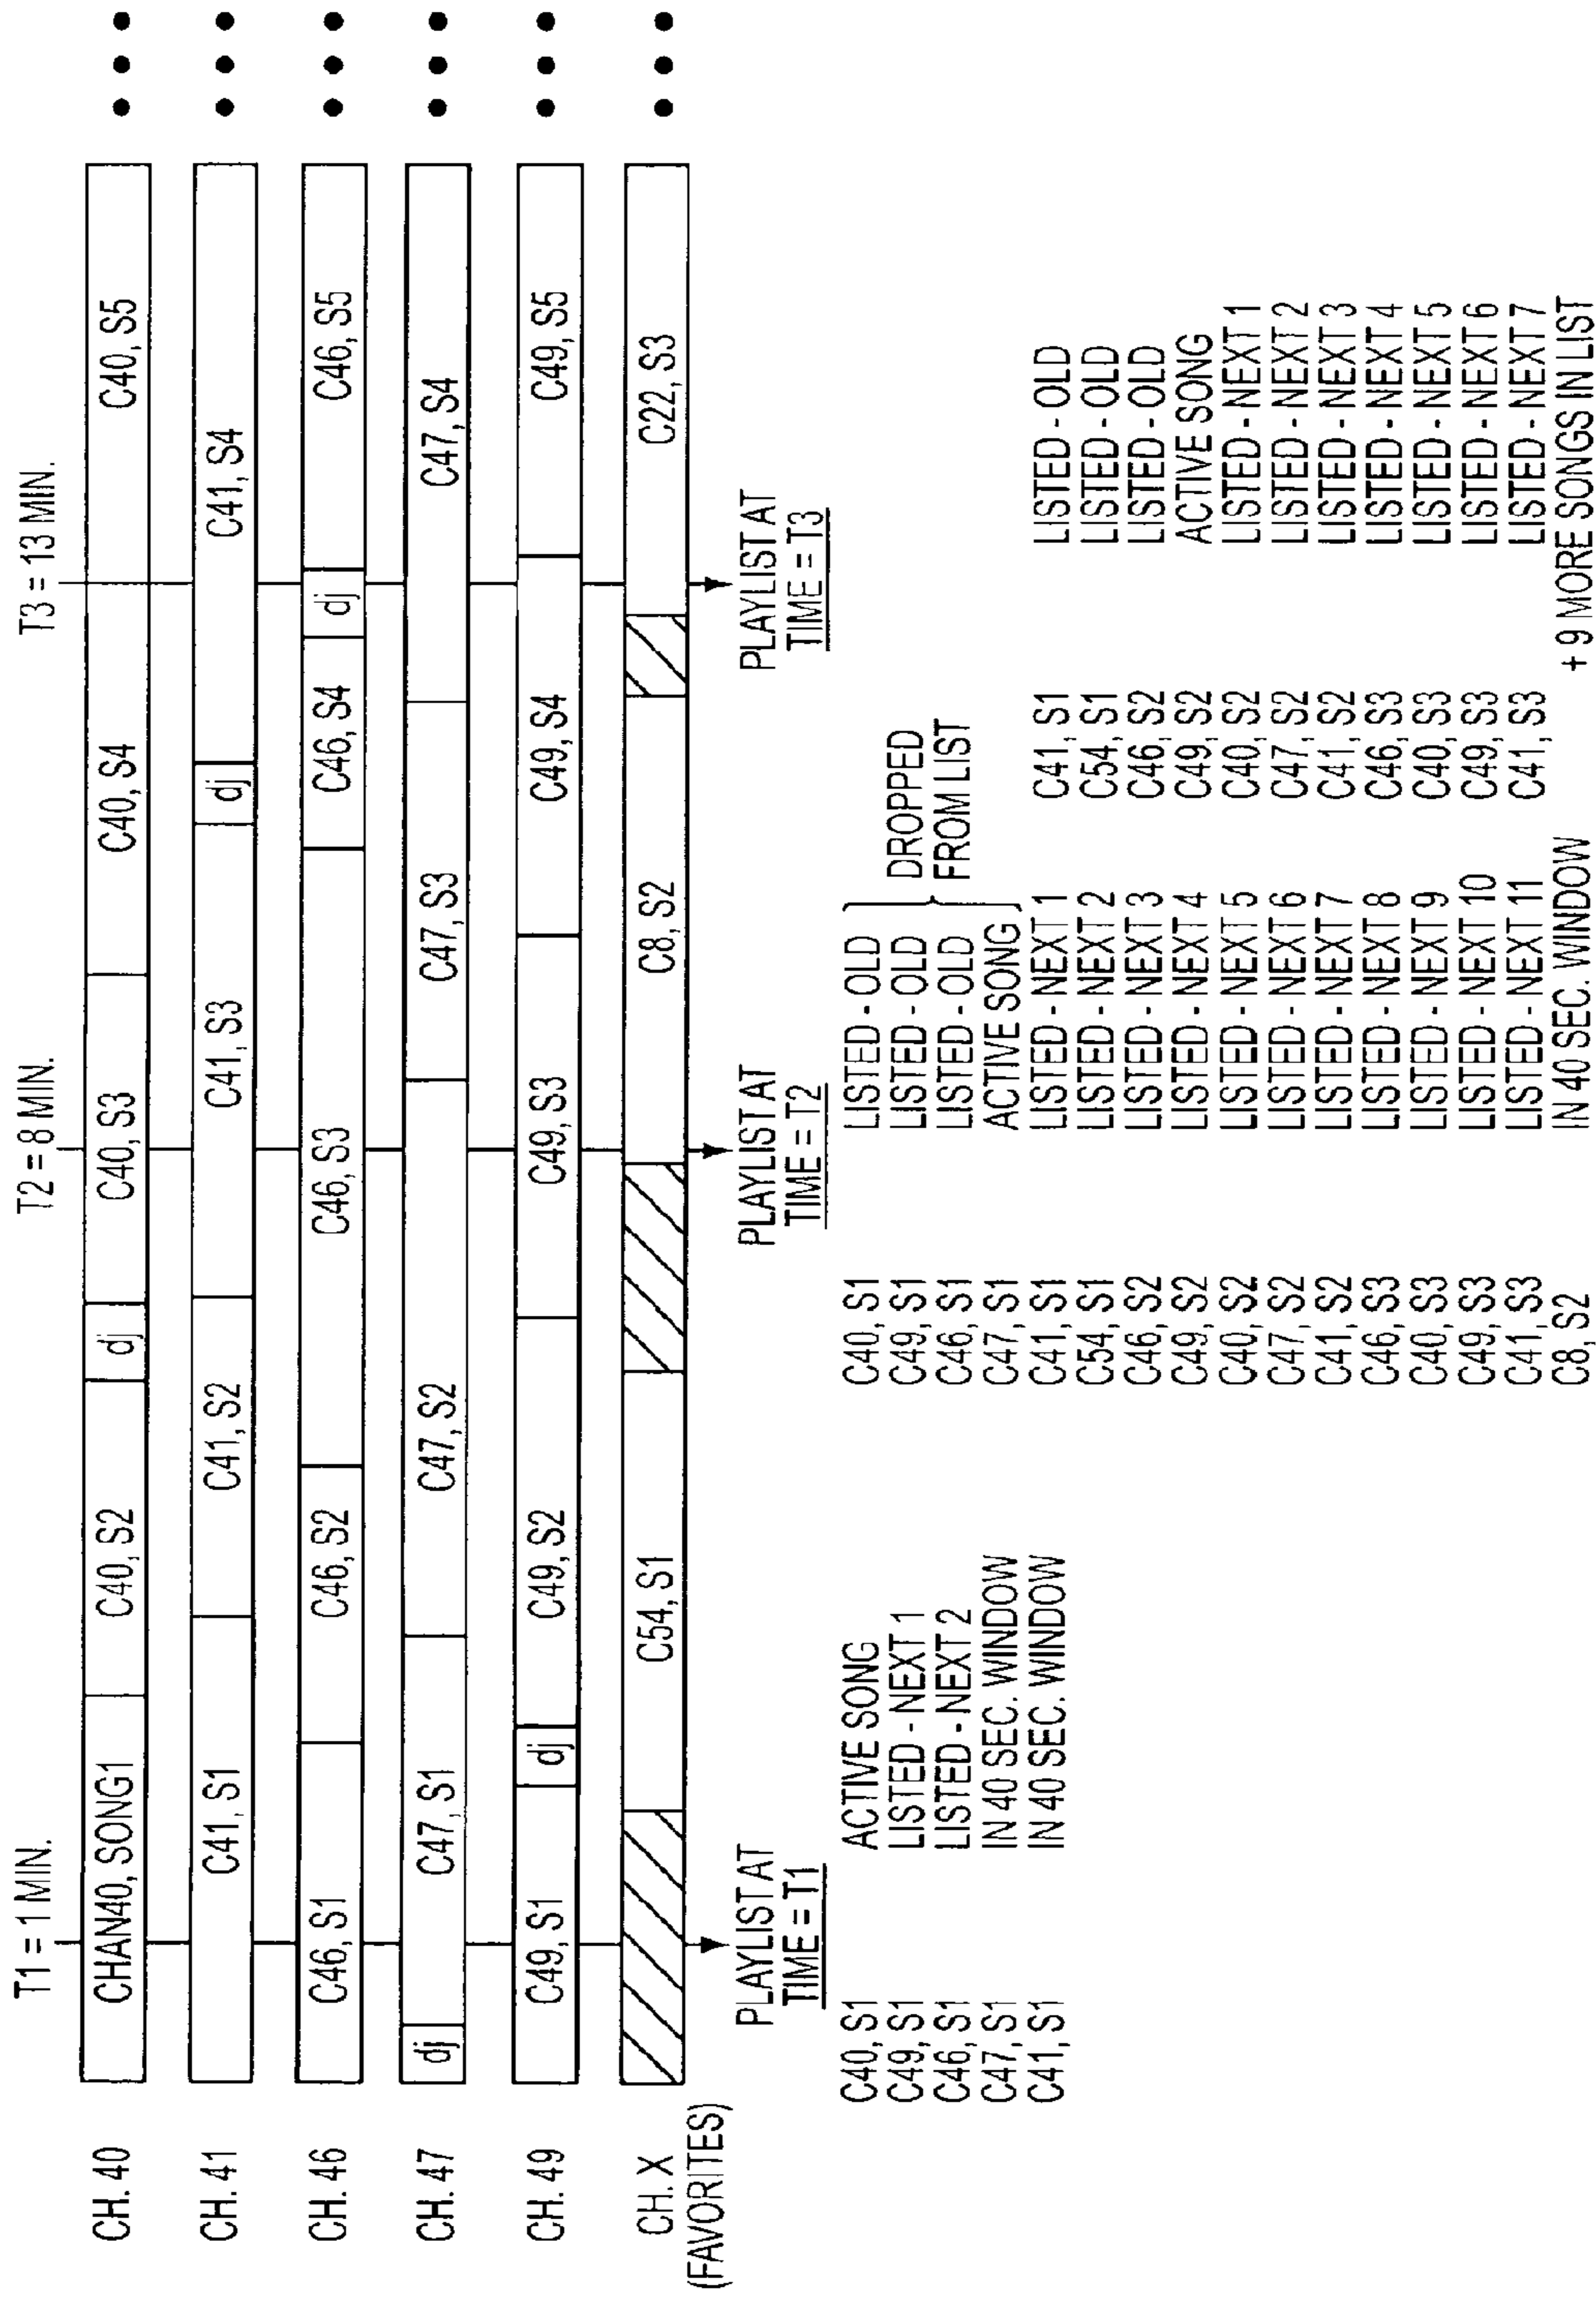 T1 = 1 MIN.
T2 = 8 MIN.
T3 = 13 MIN.
CH. 40
CHAN40, SONG1
C40, S2
dj
C40, S3
C40, S4
C40, S5
CH. 41
C41, S1
C41, S2
C41, S3
dj
C41, S4
CH. 46
C46, S1
C46, S2
C46, S3
C46, S4
dj
C46, S5
CH. 47
dj
C47, S1
C47, S2
C47, S3
C47, S4
CH. 49
C49, S1
dj
C49, S2
C49, S3
C49, S4
C49, S5
CH. X
(FAVORITES)
C54, S1
C8, S2
C22, S3
PLAYLIST AT
TIME = T1
C40, S1 ACTIVE SONG
C49, S1 LISTED - NEXT 1
C46, S1 LISTED - NEXT 2
C47, S1 IN 40 SEC. WINDOW
C41, S1 IN 40 SEC. WINDOW
PLAYLIST AT
TIME = T2
C40, S1 LISTED - OLD
C49, S1 LISTED - OLD
C46, S1 LISTED - OLD
C47, S1 ACTIVE SONG
DROPPED
FROM LIST
C41, S1 LISTED - NEXT 1
C54, S1 LISTED - NEXT 2
C46, S2 LISTED - NEXT 3
C49, S2 LISTED - NEXT 4
C40, S2 LISTED - NEXT 5
C47, S2 LISTED - NEXT 6
C41, S2 LISTED - NEXT 7
C46, S3 LISTED - NEXT 8
C40, S3 LISTED - NEXT 9
C49, S3 LISTED - NEXT 10
C41, S3 LISTED - NEXT 11
C8, S2 IN 40 SEC. WINDOW
PLAYLIST AT
TIME = T3
C41, S1 LISTED - OLD
C54, S1 LISTED - OLD
C46, S2 LISTED - OLD
C49, S2 ACTIVE SONG
C40, S2 LISTED - NEXT 1
C47, S2 LISTED - NEXT 2
C41, S2 LISTED - NEXT 3
C46, S3 LISTED - NEXT 4
C40, S3 LISTED - NEXT 5
C49, S3 LISTED - NEXT 6
C41, S3 LISTED - NEXT 7
+ 9 MORE SONGS IN LIST